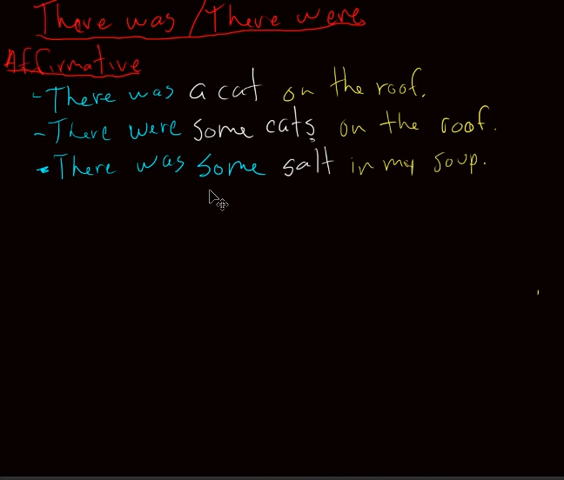 There was / There were
Affirmative
- There was a cat on the roof.
- There were some cats on the roof.
- There was some salt in my soup.